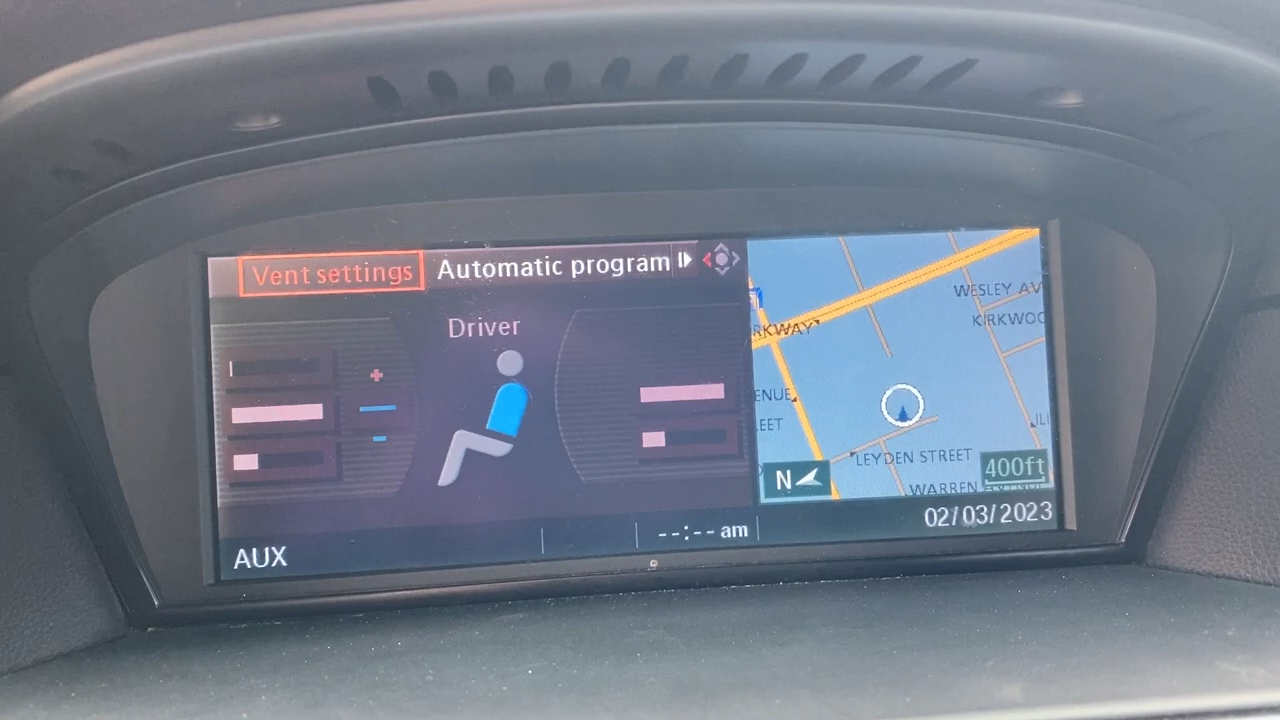 Vent settings
Automatic program
Driver
AUX
--:-- am
WESLEY AV
KIRKWOO
RKWAY
ENUE
EET
LEYDEN STREET
WARREN
N
400ft
02/03/2023